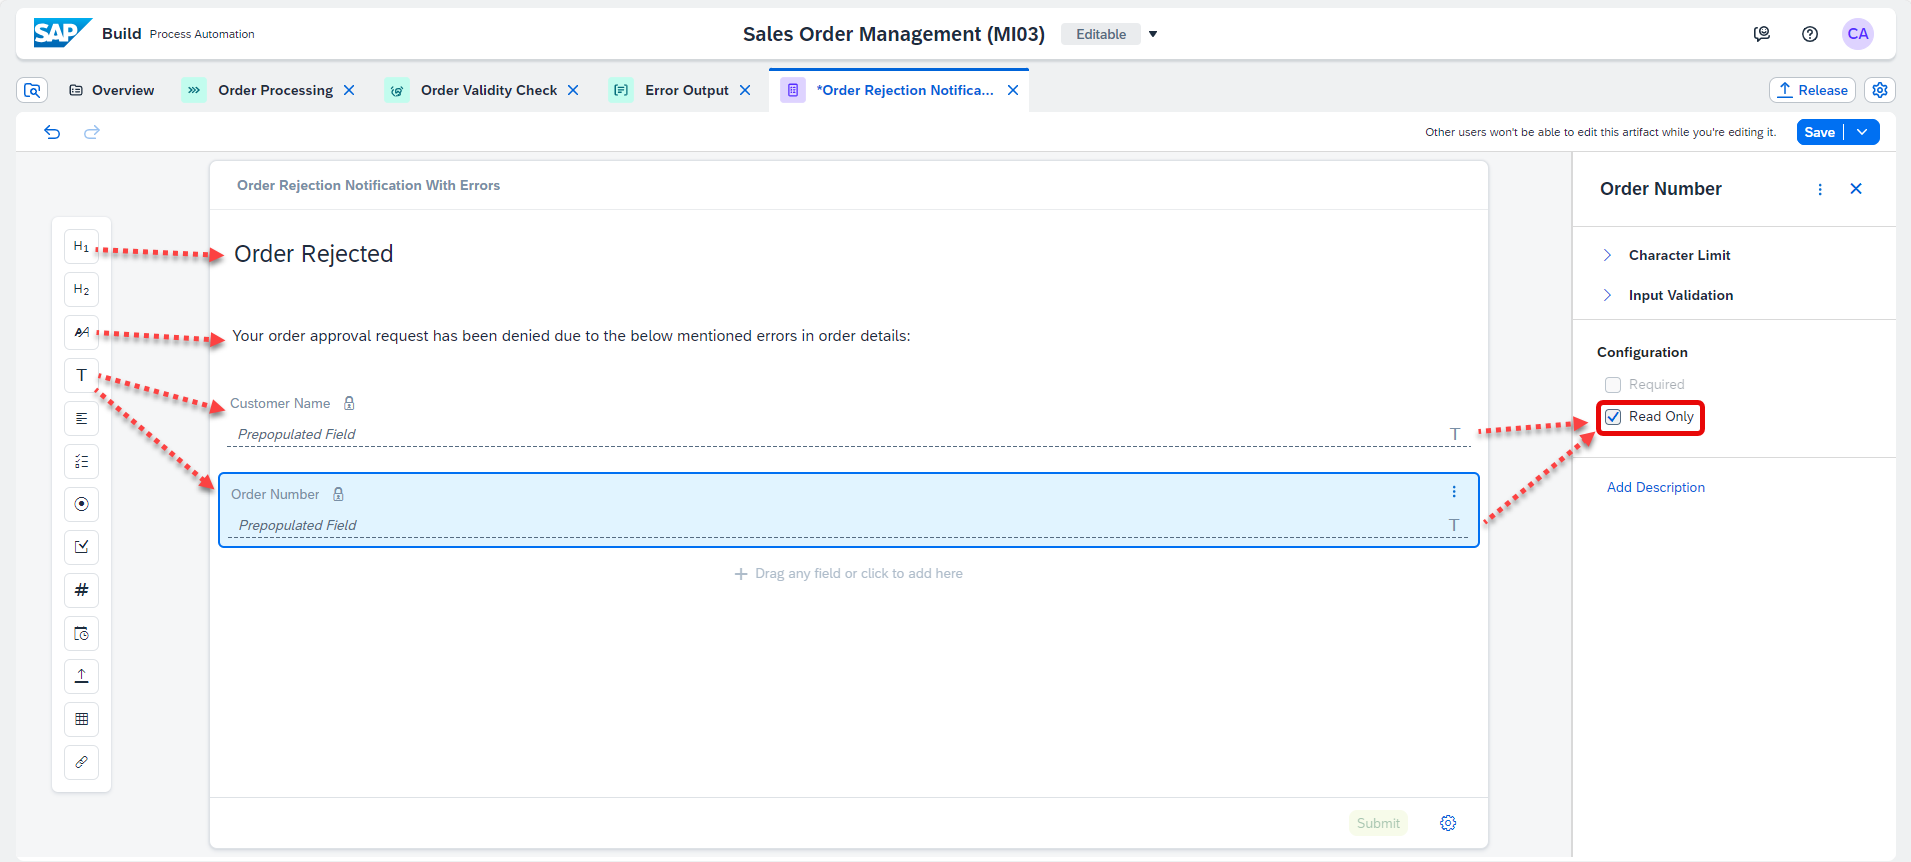 SAP Build Process Automation
Sales Order Management (MI03) Editable
CA
Overview
Order Processing
Order Validity Check
Error Output
*Order Rejection Notifica...
Release
Other users won't be able to edit this artifact while you're editing it.
Save
Order Rejection Notification With Errors
Order Number
H1
Order Rejected
Character Limit
H2
Input Validation
AA
Your order approval request has been denied due to the below mentioned errors in order details:
Configuration
T
Required
Customer Name
Read Only
Prepopulated Field T
Order Number
Add Description
Prepopulated Field T
Drag any field or click to add here
#
Submit